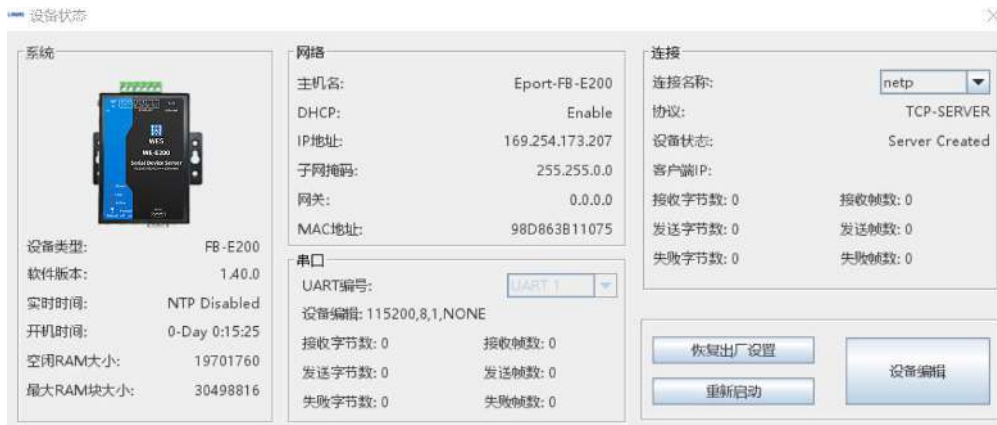 设备状态
系统
WES
WE-E200
Serial Device Server
设备类型: FB-E200
软件版本: 1.40.0
实时时间: NTP Disabled
开机时间: 0-Day 0:15:25
空闲RAM大小: 19701760
最大RAM块大小: 30498816
网络
主机名: Eport-FB-E200
DHCP: Enable
IP地址: 169.254.173.207
子网掩码: 255.255.0.0
网关: 0.0.0.0
MAC地址: 98D863B11075
串口
UART编号: UART 1
设备编辑: 115200,8,1,NONE
接收字节数: 0 接收帧数: 0
发送字节数: 0 发送帧数: 0
失败字节数: 0 失败帧数: 0
连接
连接名称: netp
协议: TCP-SERVER
设备状态: Server Created
客户端IP:
接收字节数: 0 接收帧数: 0
发送字节数: 0 发送帧数: 0
失败字节数: 0 失败帧数: 0
恢复出厂设置
重新启动
设备编辑